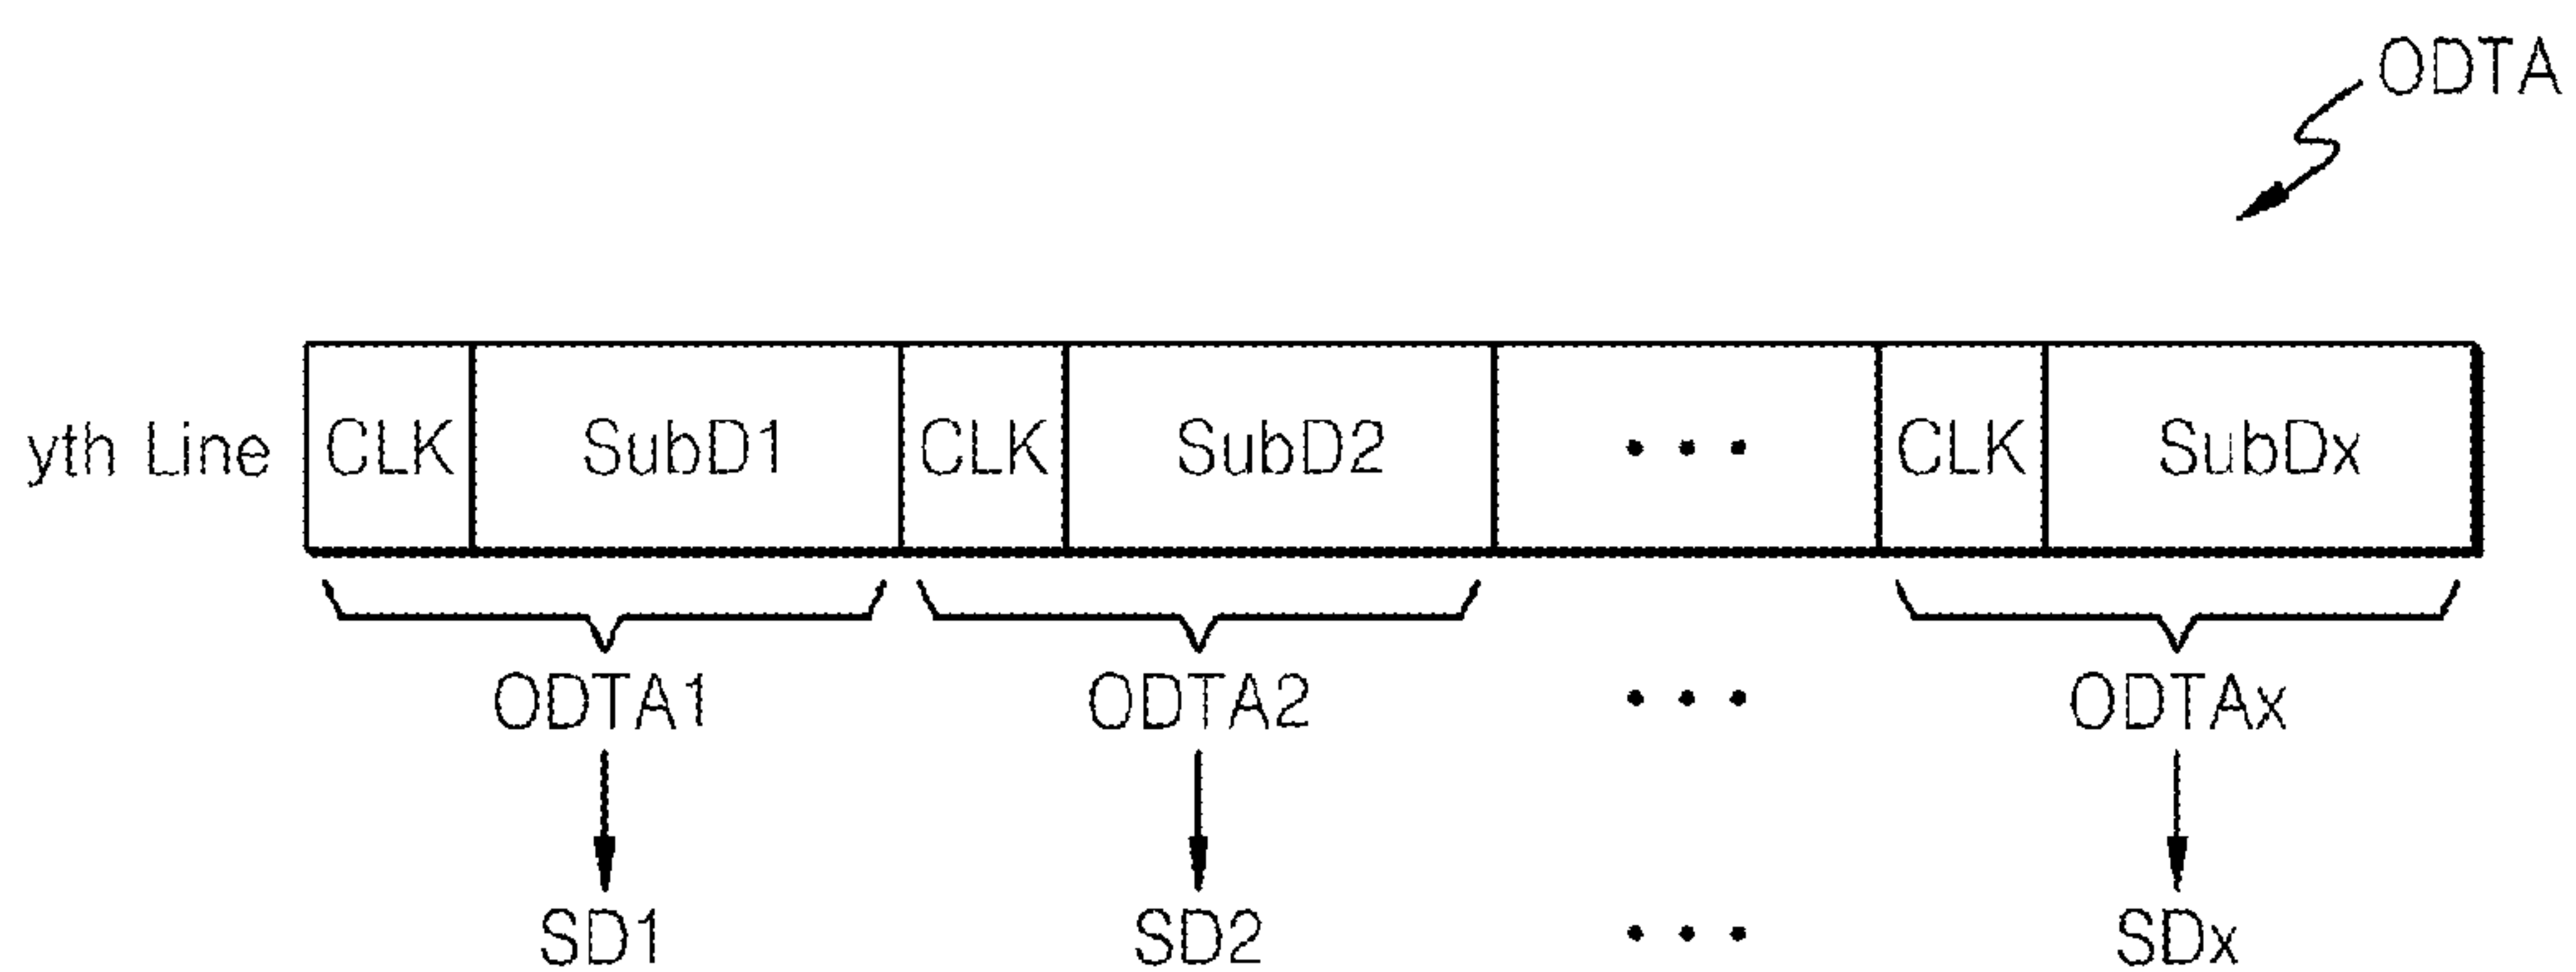 ODTA
yth Line CLK SubD1 CLK SubD2 ... CLK SubDx
ODTA1 ODTA2 ... ODTAx
SD1 SD2 ... SDx